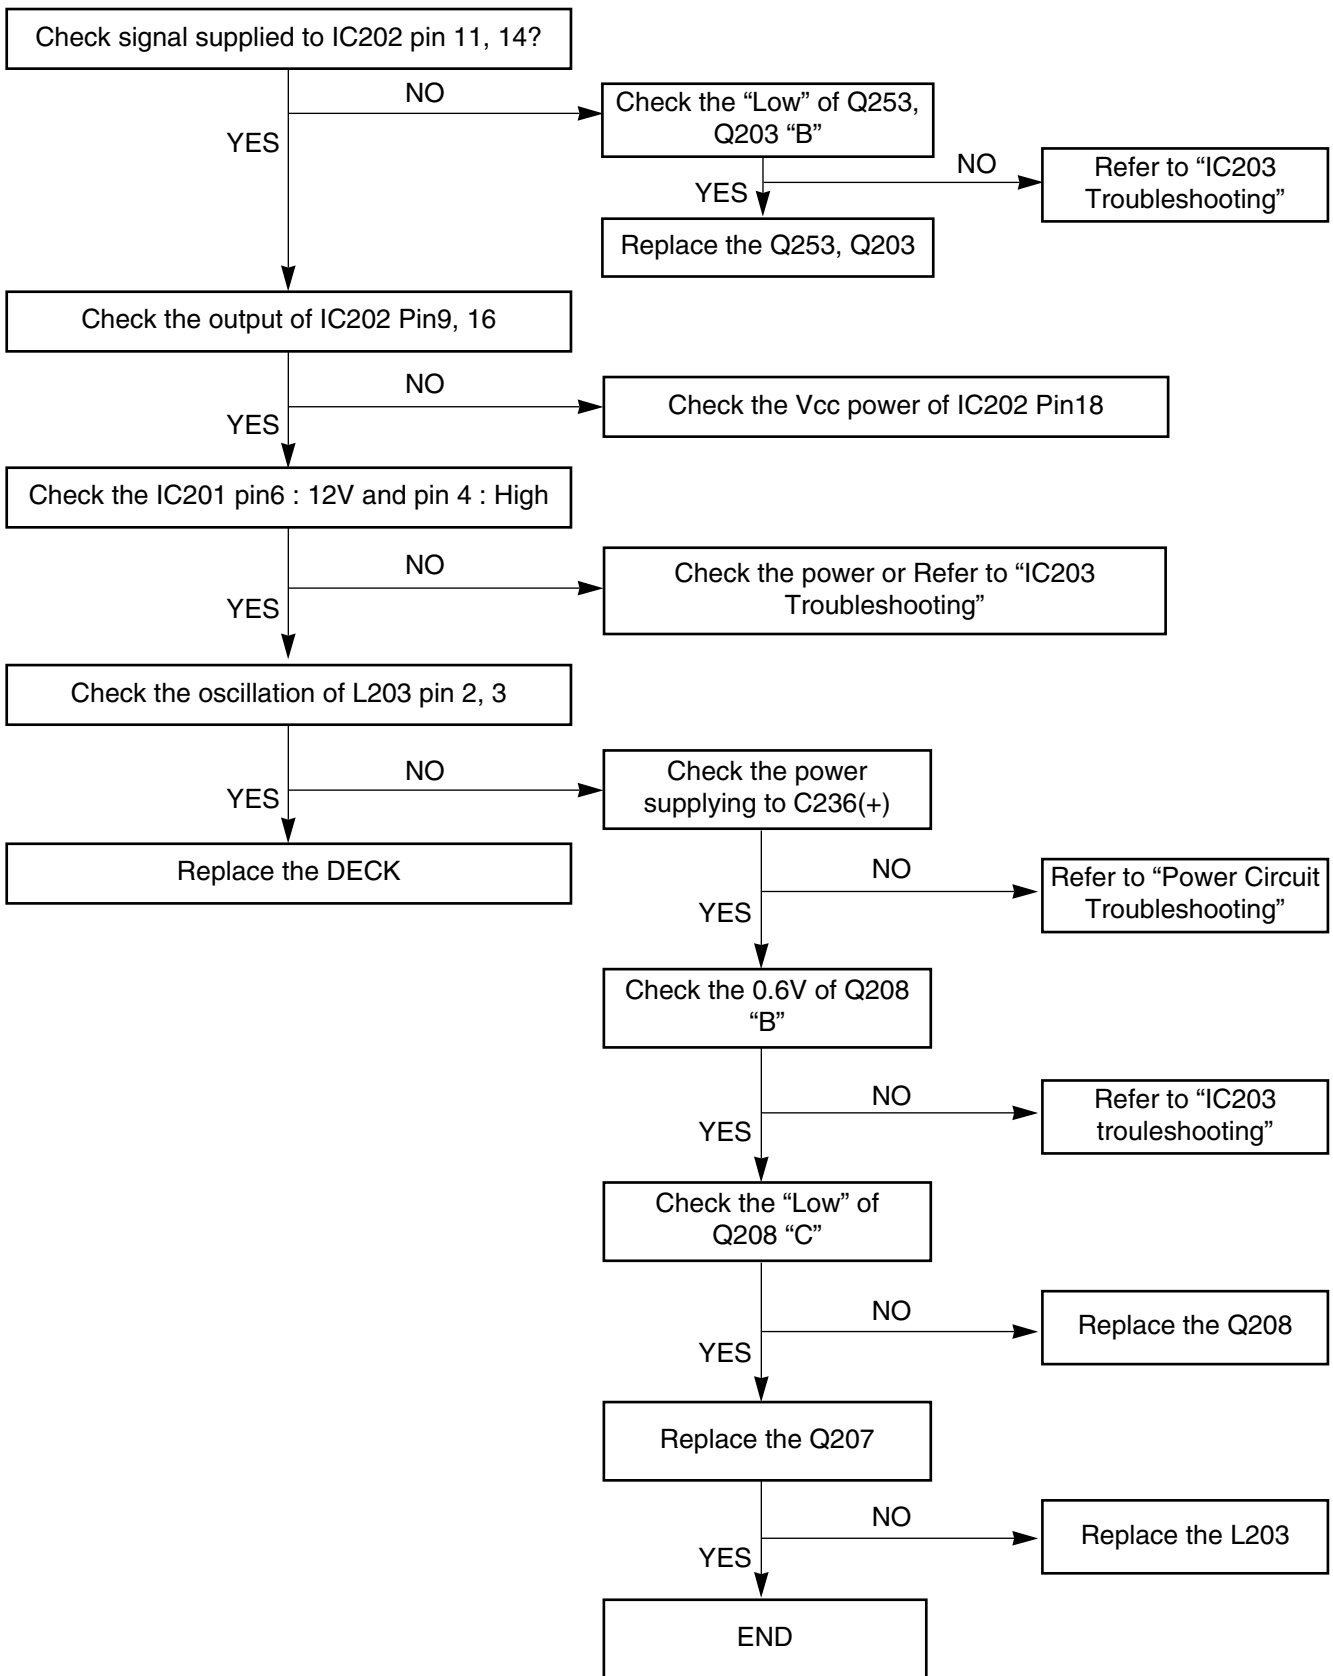 Check signal supplied to IC202 pin 11, 14?
NO
YES
Check the “Low” of Q253,
Q203 “B”
NO
YES
Refer to “IC203
Troubleshooting”
Replace the Q253, Q203
Check the output of IC202 Pin9, 16
NO
YES
Check the Vcc power of IC202 Pin18
Check the IC201 pin6 : 12V and pin 4 : High
NO
YES
Check the power or Refer to “IC203
Troubleshooting”
Check the oscillation of L203 pin 2, 3
NO
YES
Check the power
supplying to C236(+)
Replace the DECK
NO
YES
Refer to “Power Circuit
Troubleshooting”
Check the 0.6V of Q208
“B”
NO
YES
Refer to “IC203
trouleshooting”
Check the “Low” of
Q208 “C”
NO
YES
Replace the Q208
Replace the Q207
NO
YES
Replace the L203
END